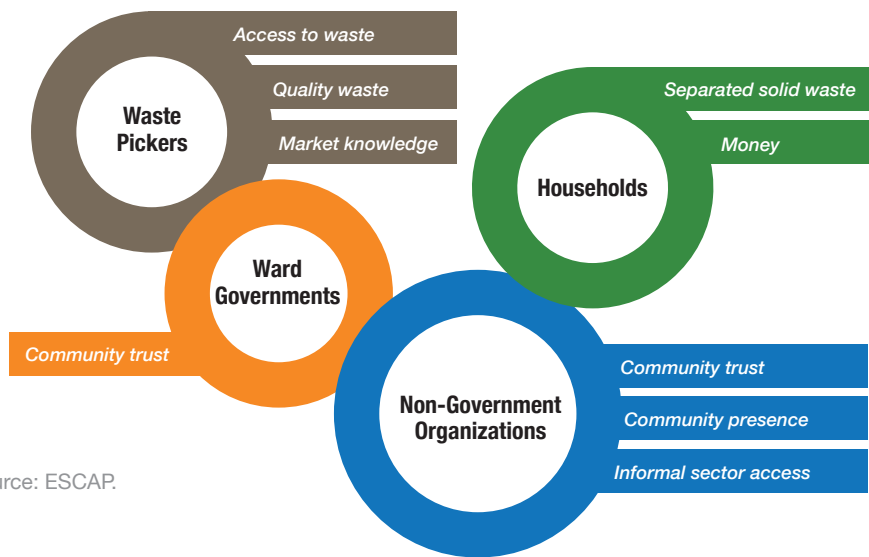 Access to waste
Quality waste
Market knowledge
Waste
Pickers
Separated solid waste
Money
Households
Ward
Governments
Community trust
Non-Government
Organizations
Community trust
Community presence
Informal sector access
urce: ESCAP.